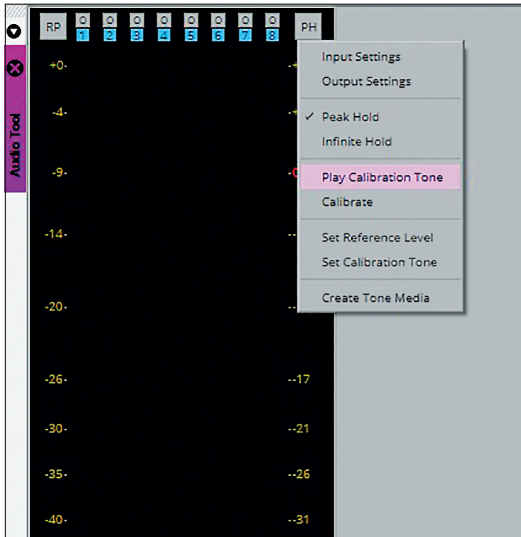 RP O O O O O O O O PH
1 2 3 4 5 6 7 8
Audio Tool
+0-
-4-
-9-
-14-
-20-
-26-
-30-
-35-
-40-
--17
--21
--26
--31
Input Settings
Output Settings
✓ Peak Hold
Infinite Hold
Play Calibration Tone
Calibrate
Set Reference Level
Set Calibration Tone
Create Tone Media